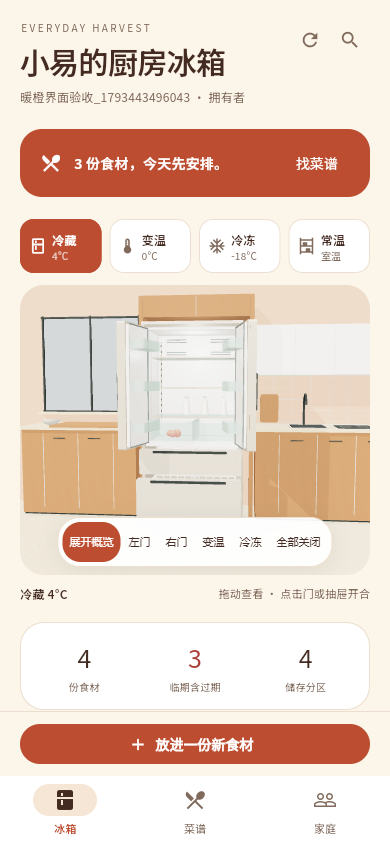 EVERYDAY HARVEST
小易的厨房冰箱
暖橙界面验收_1793443496043 · 拥有者
3 份食材，今天先安排。 找菜谱
冷藏 变温 冷冻 常温
4°C 0°C -18°C 室温
展开概览 左门 右门 变温 冷冻 全部关闭
冷藏 4°C 拖动查看 · 点击门或抽屉开合
4 3 4
份食材 临期含过期 储存分区
+ 放进一份新食材
冰箱 菜谱 家庭